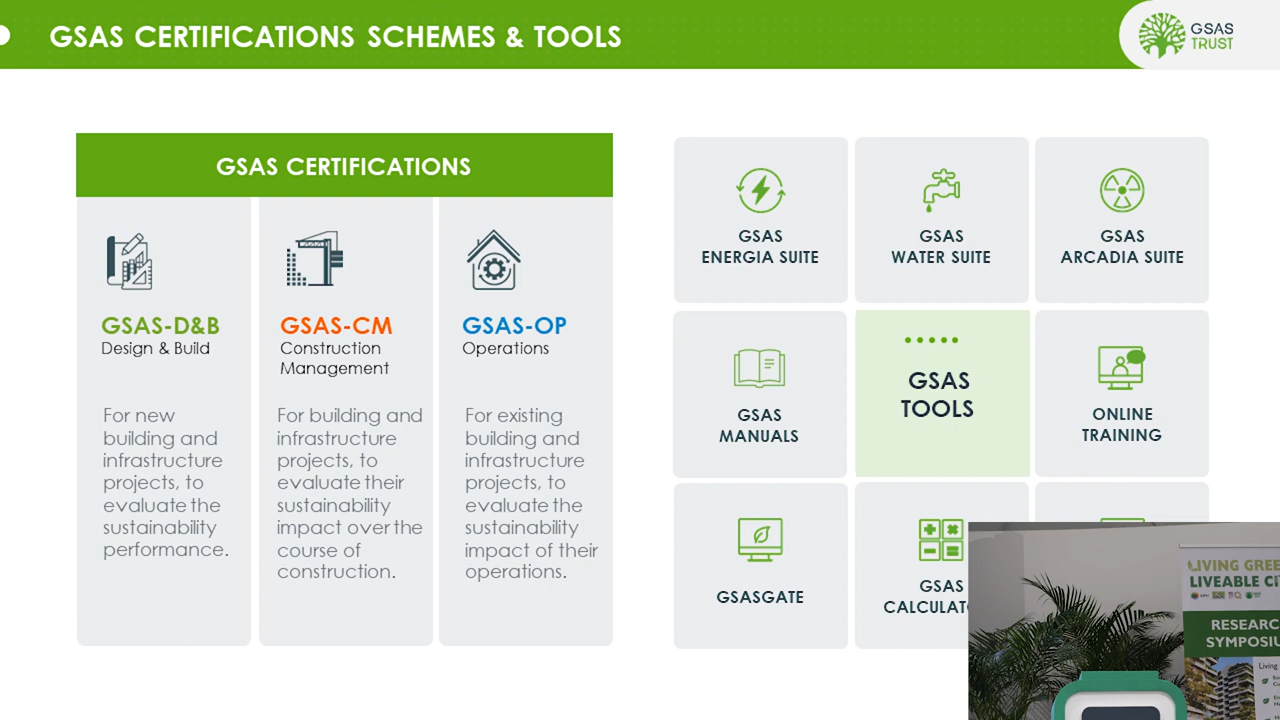 GSAS CERTIFICATIONS SCHEMES & TOOLS
GSAS
TRUST
GSAS CERTIFICATIONS
GSAS-D&B
Design & Build
For new
building and
infrastructure
projects, to
evaluate the
sustainability
performance.
GSAS-CM
Construction
Management
For building and
infrastructure
projects, to
evaluate their
sustainability
impact over the
course of
construction.
GSAS-OP
Operations
For existing
building and
infrastructure
projects, to
evaluate the
sustainability
impact of their
operations.
GSAS
ENERGIA SUITE
GSAS
WATER SUITE
GSAS
ARCADIA SUITE
GSAS
MANUALS
GSAS
TOOLS
ONLINE
TRAINING
GSASGATE
GSAS
LIVING
LIVEABLE
Living